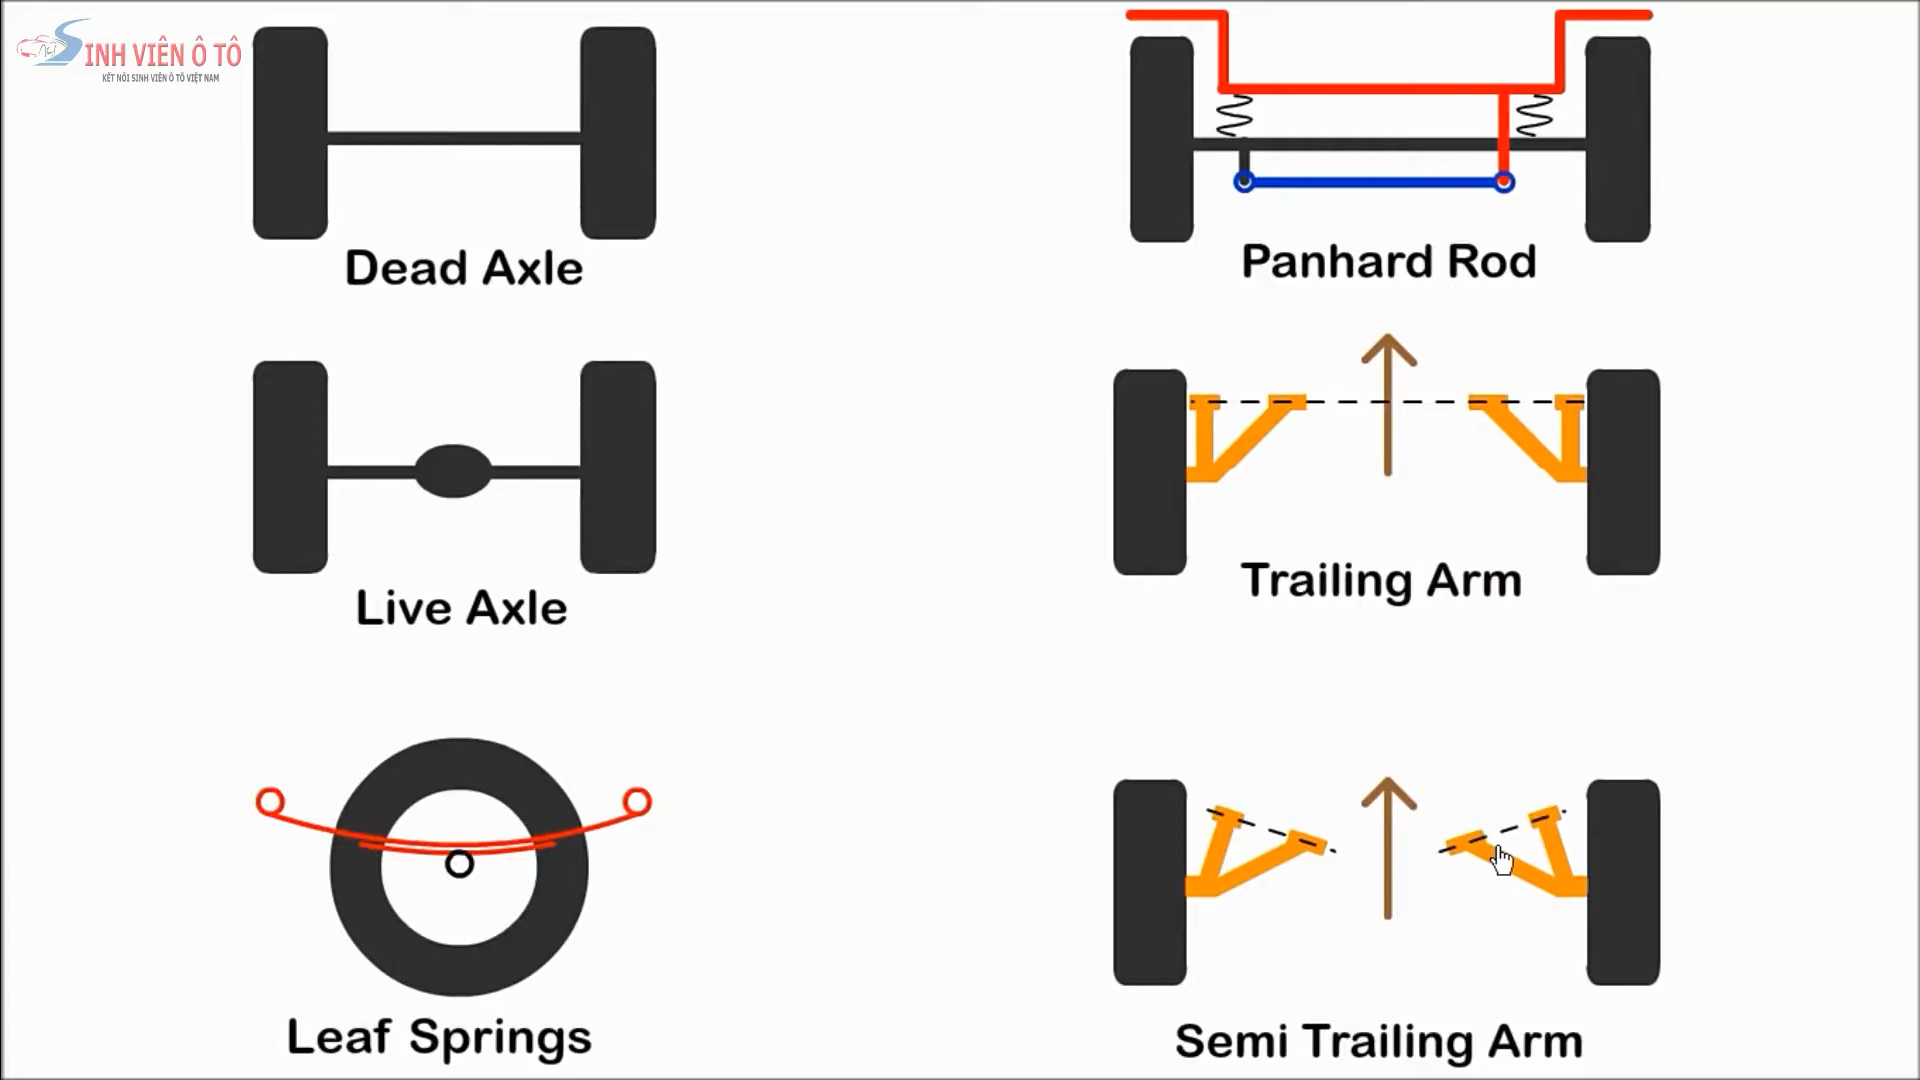 SINH VIÊN Ô TÔ
KẾT NỐI SINH VIÊN Ô TÔ VIỆT NAM
Dead Axle
Panhard Rod
Live Axle
Trailing Arm
Leaf Springs
Semi Trailing Arm